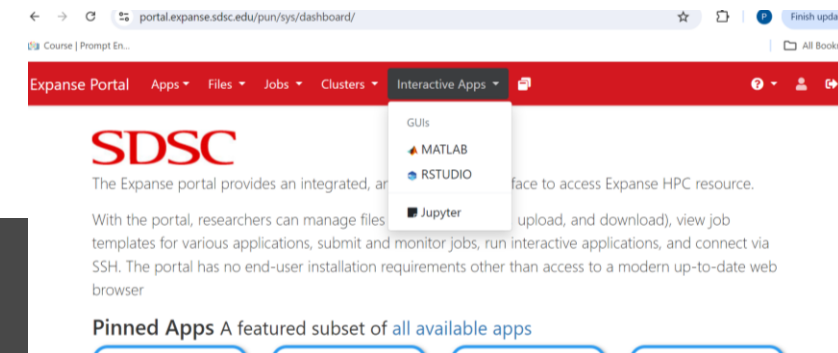 portal.expanse.sdsc.edu/pun/sys/dashboard/
P
Finish upda
Course | Prompt En...
All Book
Expanse Portal Apps Files Jobs Clusters Interactive Apps
GUIs
MATLAB
RSTUDIO
Jupyter
SDSC
The Expanse portal provides an integrated, ar face to access Expanse HPC resource.
With the portal, researchers can manage files upload, and download), view job
templates for various applications, submit and monitor jobs, run interactive applications, and connect via
SSH. The portal has no end-user installation requirements other than access to a modern up-to-date web
browser
Pinned Apps A featured subset of all available apps